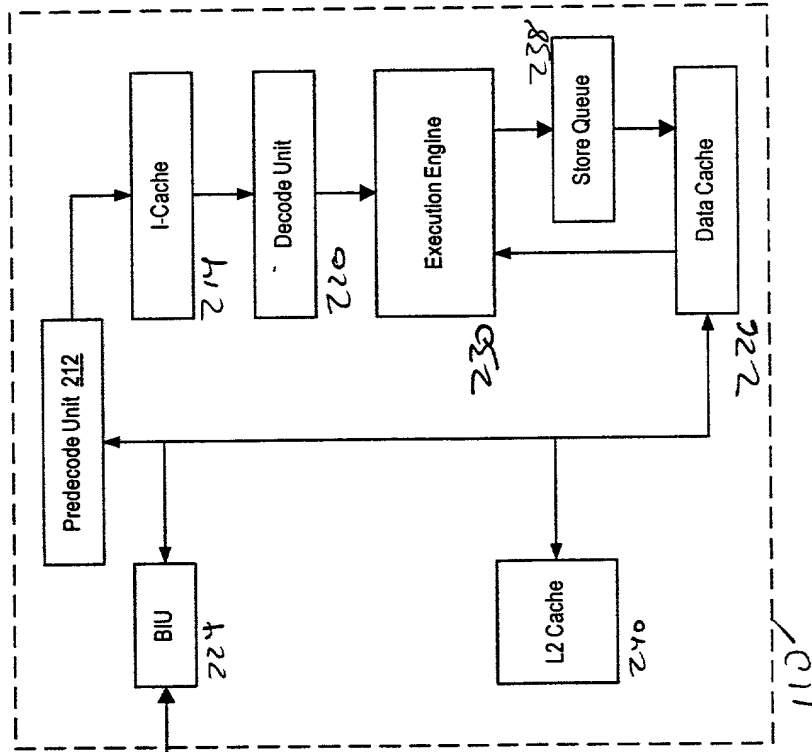 Predecode Unit 212
I-Cache
214
Decode Unit
220
Execution Engine
230
Store Queue
238
Data Cache
226
BIU
224
L2 Cache
240
110